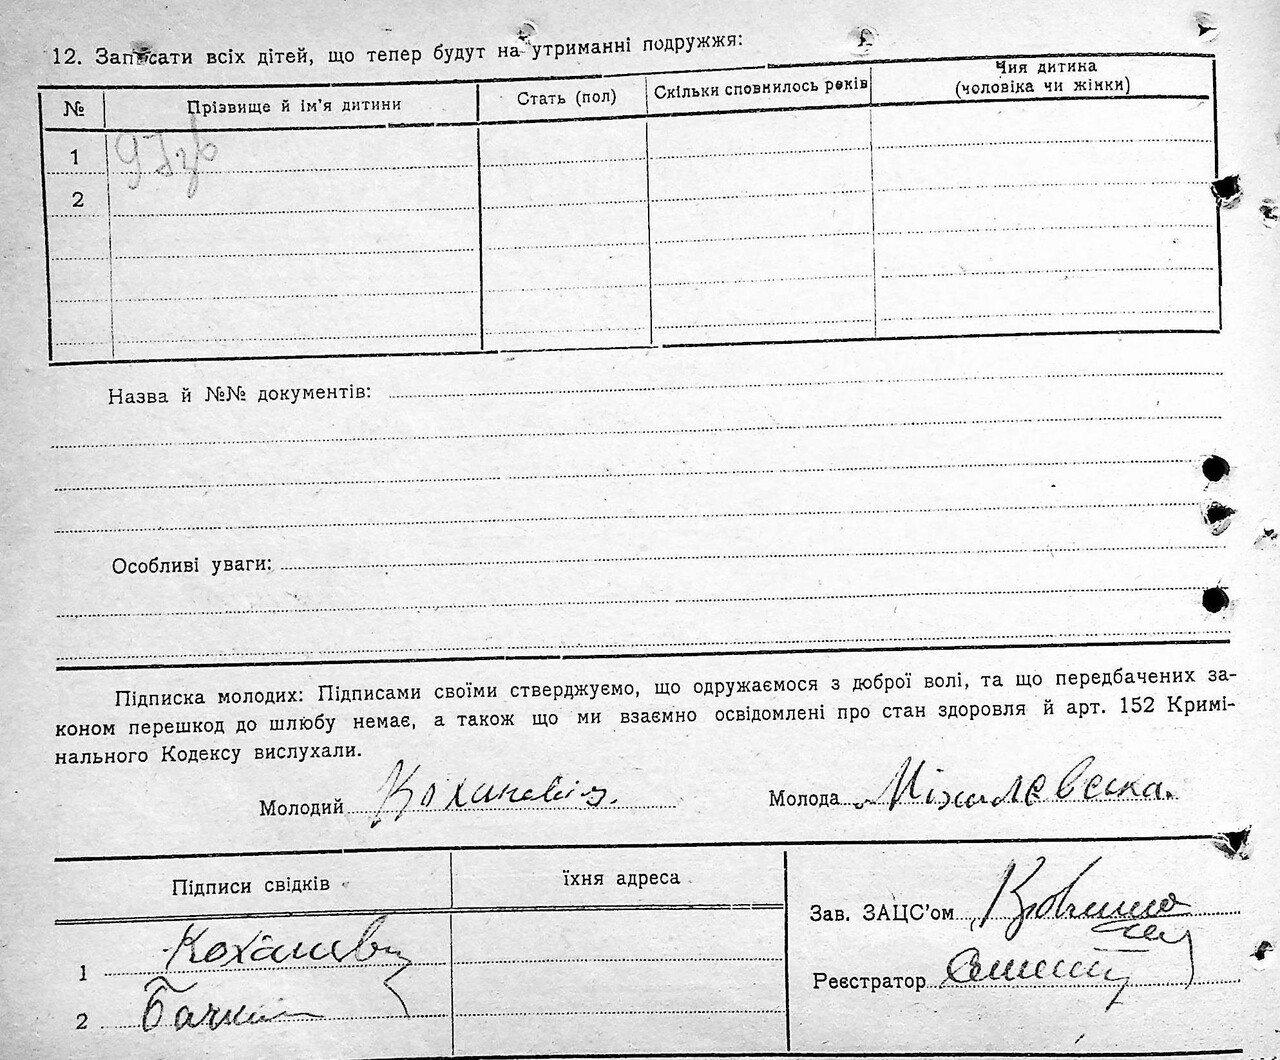 12. Записати всіх дітей, що тепер будут на утриманні подружжя:
№ Прізвище й ім’я дитини Стать (пол) Скільки сповнилось років Чия дитина (чоловіка чи жінки)
1
2
Назва й №№ документів:
Особливі уваги:
Підписка молодих: Підписами своїми стверджуємо, що одружаємося з доброї волі, та що передбачених за-
коном перешкод до шлюбу немає, а також що ми взаємно освідомлені про стан здоровля й арт. 152 Кримі-
нального Кодексу вислухали.
Молодий Коханевіч. Молода Міхалевська.
Підписи свідків їхня адреса
Зав. ЗАЦС’ом
1 Коханевич
Реєстратор
2